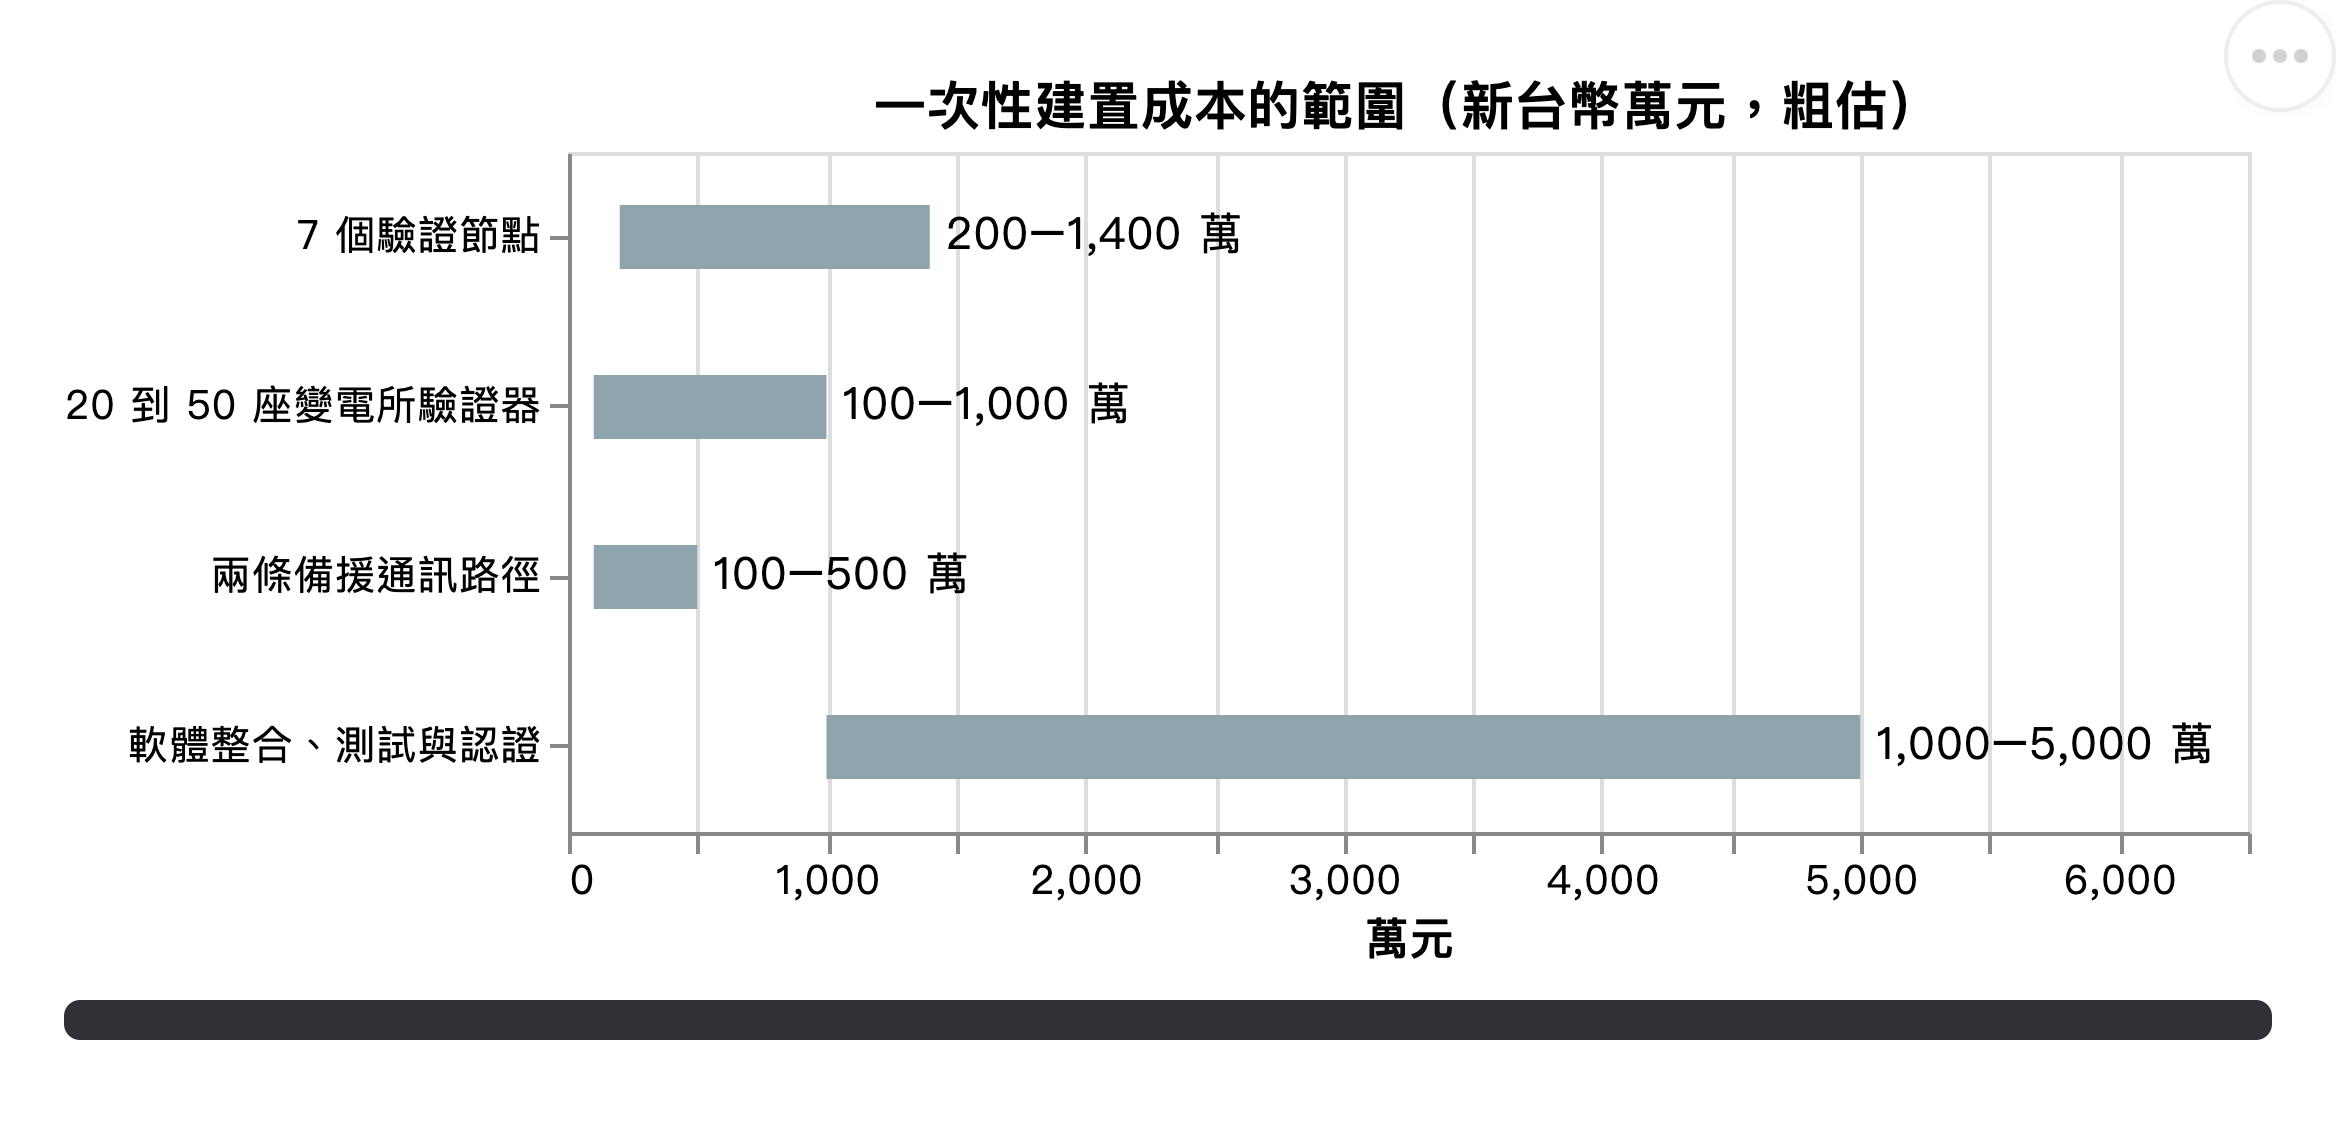 一次性建置成本的範圍（新台幣萬元，粗估）
7 個驗證節點
200–1,400 萬
20 到 50 座變電所驗證器
100–1,000 萬
兩條備援通訊路徑
100–500 萬
軟體整合、測試與認證
1,000–5,000 萬
0 1,000 2,000 3,000 4,000 5,000 6,000
萬元